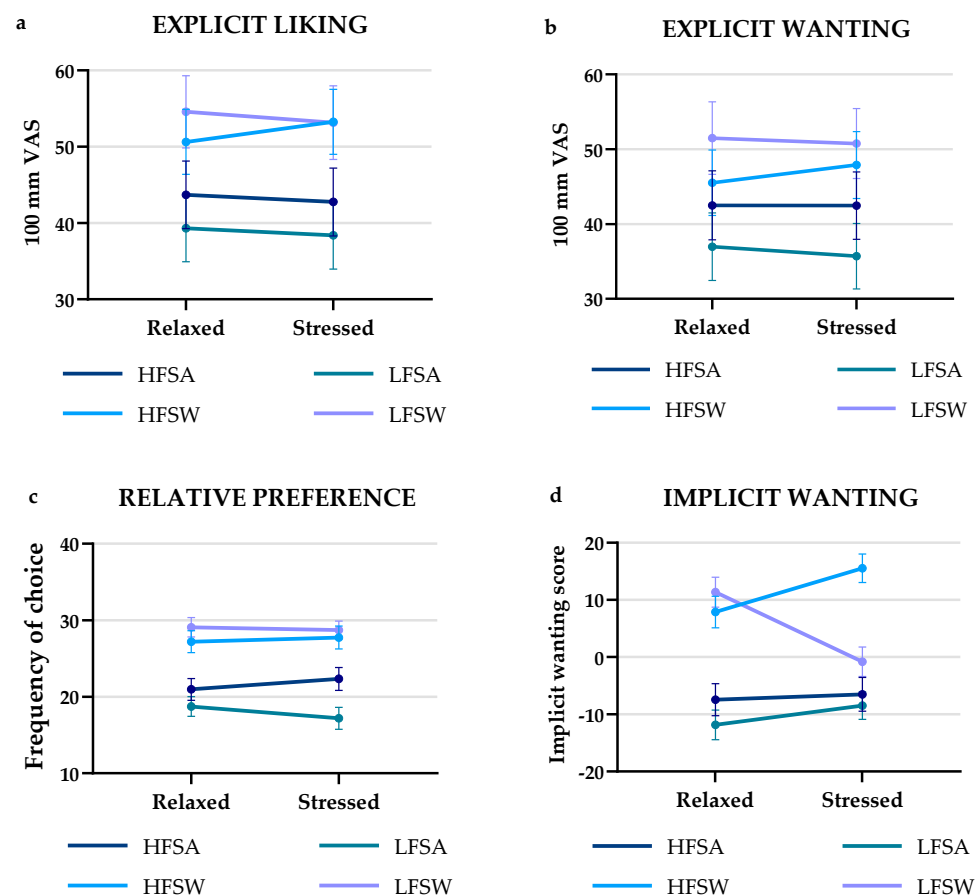 a
EXPLICIT LIKING
100 mm VAS
60
50
40
30
Relaxed Stressed
HFSA LFSA
HFSW LFSW
b
EXPLICIT WANTING
100 mm VAS
60
50
40
30
Relaxed Stressed
HFSA LFSA
HFSW LFSW
c
RELATIVE PREFERENCE
Frequency of choice
40
30
20
10
Relaxed Stressed
HFSA LFSA
HFSW LFSW
d
IMPLICIT WANTING
Implicit wanting score
20
10
0
-10
-20
Relaxed Stressed
HFSA LFSA
HFSW LFSW